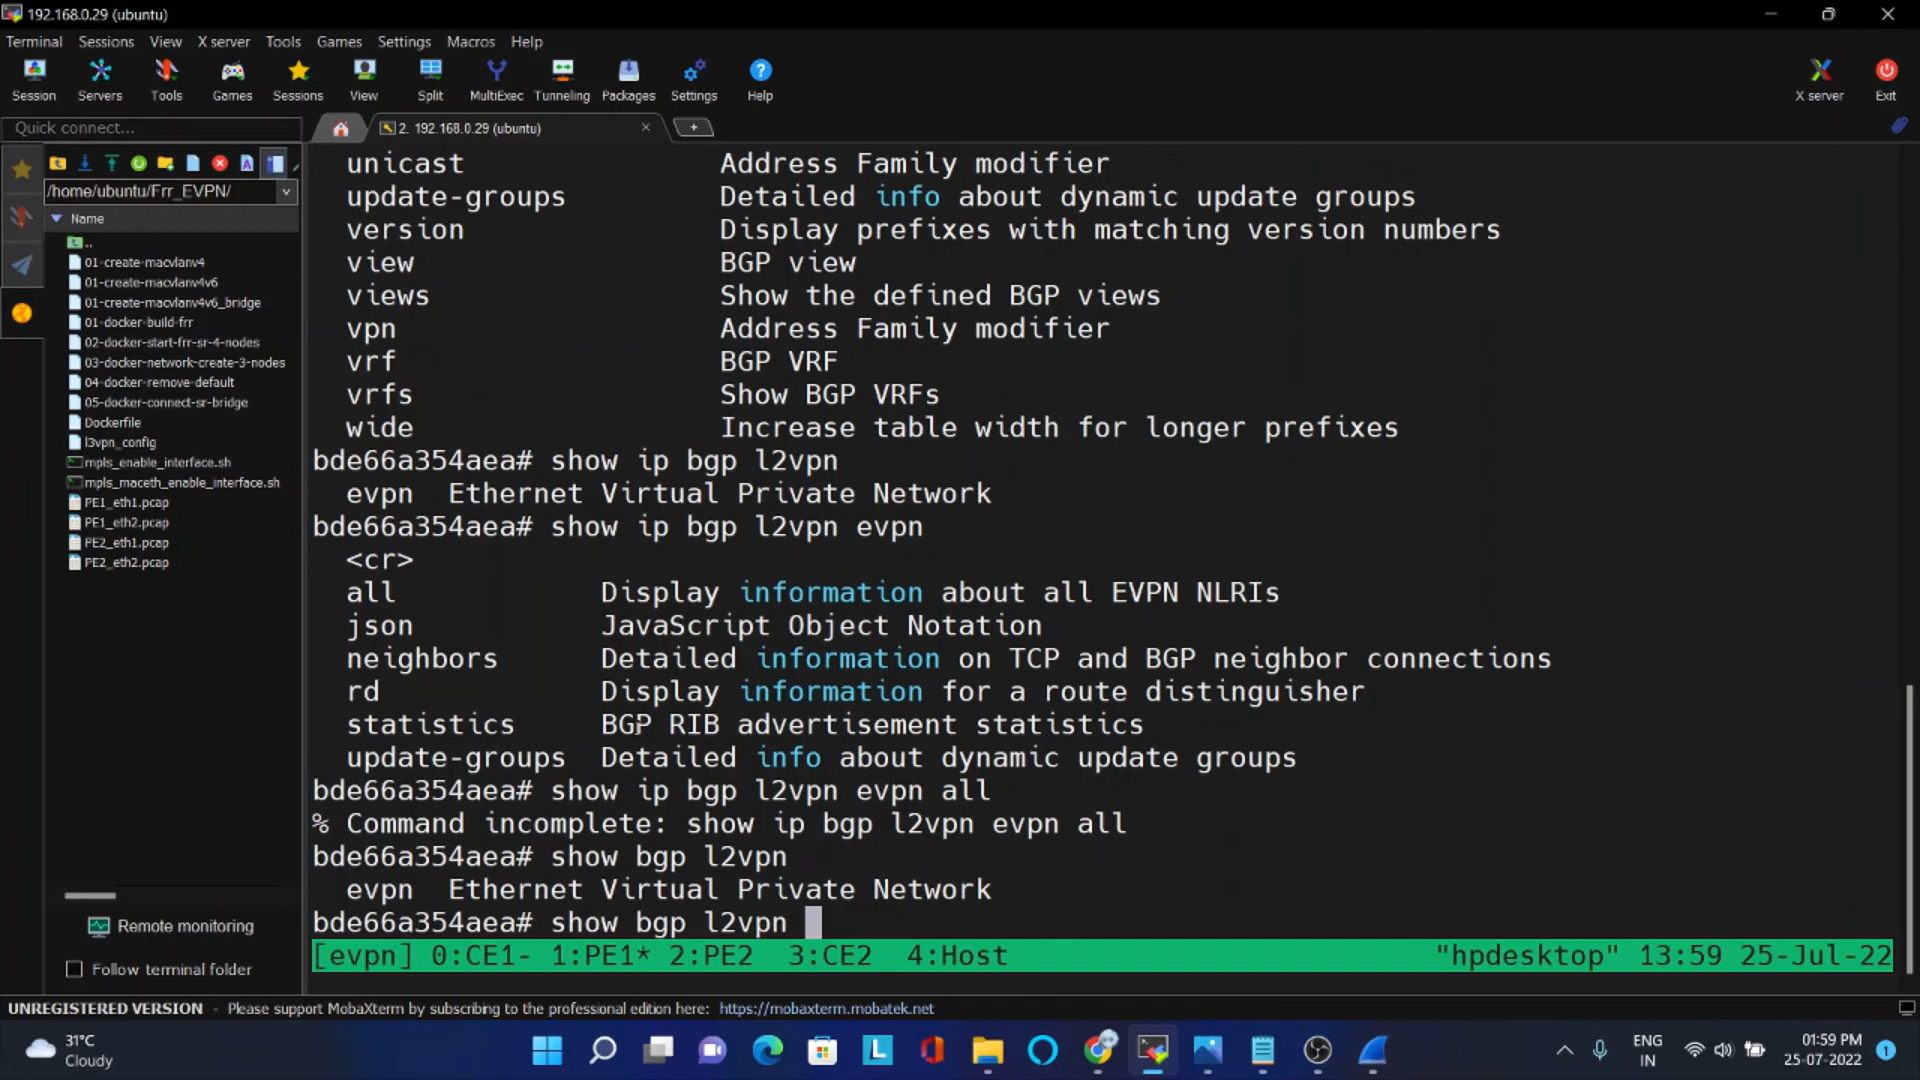 192.168.0.29 (ubuntu)
Terminal Sessions View X server Tools Games Settings Macros Help
Session Servers Tools Games Sessions View Split MultiExec Tunneling Packages Settings Help X server Exit
Quick connect...
2. 192.168.0.29 (ubuntu)
/home/ubuntu/Frr_EVPN/
Name
..
01-create-macvlanv4
01-create-macvlanv4v6
01-create-macvlanv4v6_bridge
01-docker-build-frr
02-docker-start-frr-sr-4-nodes
03-docker-network-create-3-nodes
04-docker-remove-default
05-docker-connect-sr-bridge
Dockerfile
l3vpn_config
mpls_enable_interface.sh
mpls_maceth_enable_interface.sh
PE1_eth1.pcap
PE1_eth2.pcap
PE2_eth1.pcap
PE2_eth2.pcap
Remote monitoring
Follow terminal folder
unicast Address Family modifier
update-groups Detailed info about dynamic update groups
version Display prefixes with matching version numbers
view BGP view
views Show the defined BGP views
vpn Address Family modifier
vrf BGP VRF
vrfs Show BGP VRFs
wide Increase table width for longer prefixes
bde66a354aea# show ip bgp l2vpn
evpn Ethernet Virtual Private Network
bde66a354aea# show ip bgp l2vpn evpn
<cr>
all Display information about all EVPN NLRIs
json JavaScript Object Notation
neighbors Detailed information on TCP and BGP neighbor connections
rd Display information for a route distinguisher
statistics BGP RIB advertisement statistics
update-groups Detailed info about dynamic update groups
bde66a354aea# show ip bgp l2vpn evpn all
% Command incomplete: show ip bgp l2vpn evpn all
bde66a354aea# show bgp l2vpn
evpn Ethernet Virtual Private Network
bde66a354aea# show bgp l2vpn
[evpn] 0:CE1- 1:PE1* 2:PE2 3:CE2 4:Host "hpdesktop" 13:59 25-Jul-22
UNREGISTERED VERSION - Please support MobaXterm by subscribing to the professional edition here: https://mobaxterm.mobatek.net
31°C
Cloudy
ENG
IN
01:59 PM
25-07-2022
1